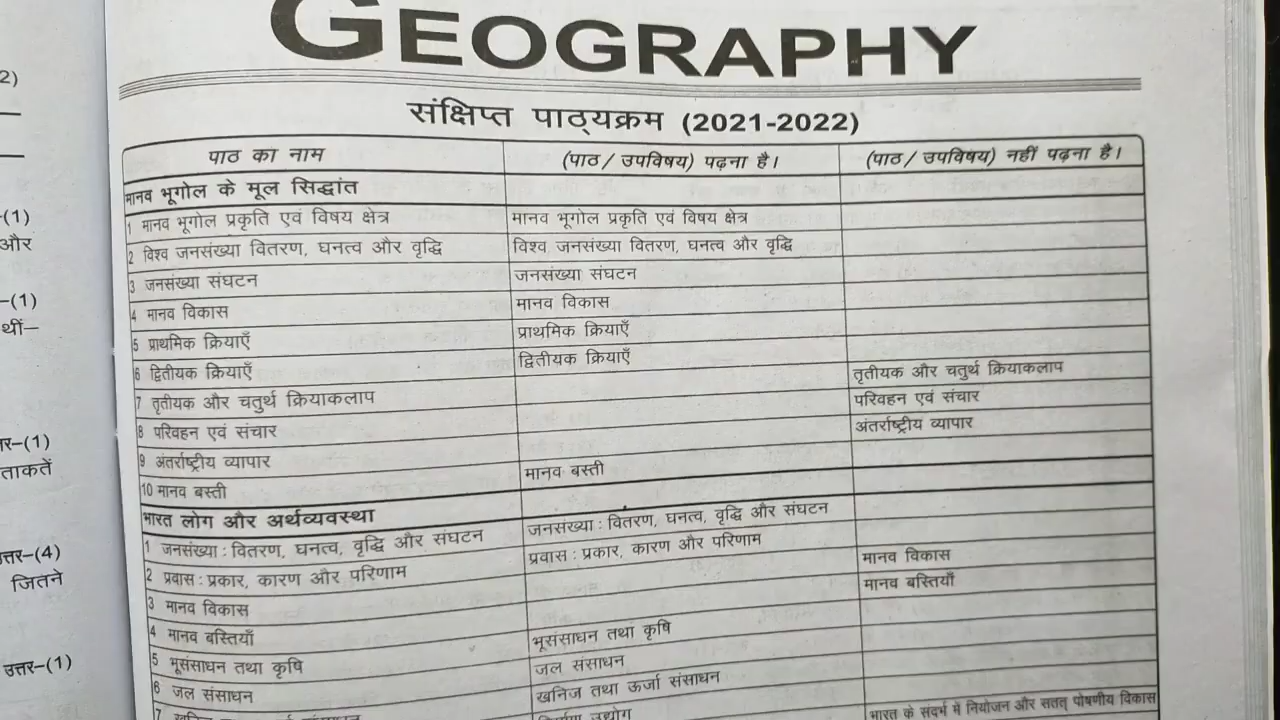 GEOGRAPHY
संक्षिप्त पाठ्यक्रम (2021-2022)
पाठ का नाम (पाठ/ उपविषय) पढ़ना है। (पाठ/ उपविषय) नहीं पढ़ना है।
मानव भूगोल के मूल सिद्धांत
1 मानव भूगोल प्रकृति एवं विषय क्षेत्र मानव भूगोल प्रकृति एवं विषय क्षेत्र
2 विश्व जनसंख्या वितरण, घनत्व और वृद्धि विश्व जनसंख्या वितरण, घनत्व और वृद्धि
3 जनसंख्या संघटन जनसंख्या संघटन
4 मानव विकास मानव विकास
5 प्राथमिक क्रियाएँ प्राथमिक क्रियाएँ
6 द्वितीयक क्रियाएँ द्वितीयक क्रियाएँ
7 तृतीयक और चतुर्थ क्रियाकलाप तृतीयक और चतुर्थ क्रियाकलाप
8 परिवहन एवं संचार परिवहन एवं संचार
9 अंतर्राष्ट्रीय व्यापार अंतर्राष्ट्रीय व्यापार
10 मानव बस्ती मानव बस्ती
भारत लोग और अर्थव्यवस्था
1 जनसंख्या : वितरण, घनत्व, वृद्धि और संघटन जनसंख्या : वितरण, घनत्व, वृद्धि और संघटन
2 प्रवास : प्रकार, कारण और परिणाम प्रवास : प्रकार, कारण और परिणाम
3 मानव विकास मानव विकास
4 मानव बस्तियाँ मानव बस्तियाँ
5 भूसंसाधन तथा कृषि भूसंसाधन तथा कृषि
6 जल संसाधन जल संसाधन
7 खनिज तथा ऊर्जा संसाधन
उद्योग
भारत के संदर्भ में नियोजन और सतत् पोषणीय विकास
2)
–(1)
और
–(1)
थीं–
तर–(1)
ताकतें
उत्तर–(4)
जितने
उत्तर–(1)